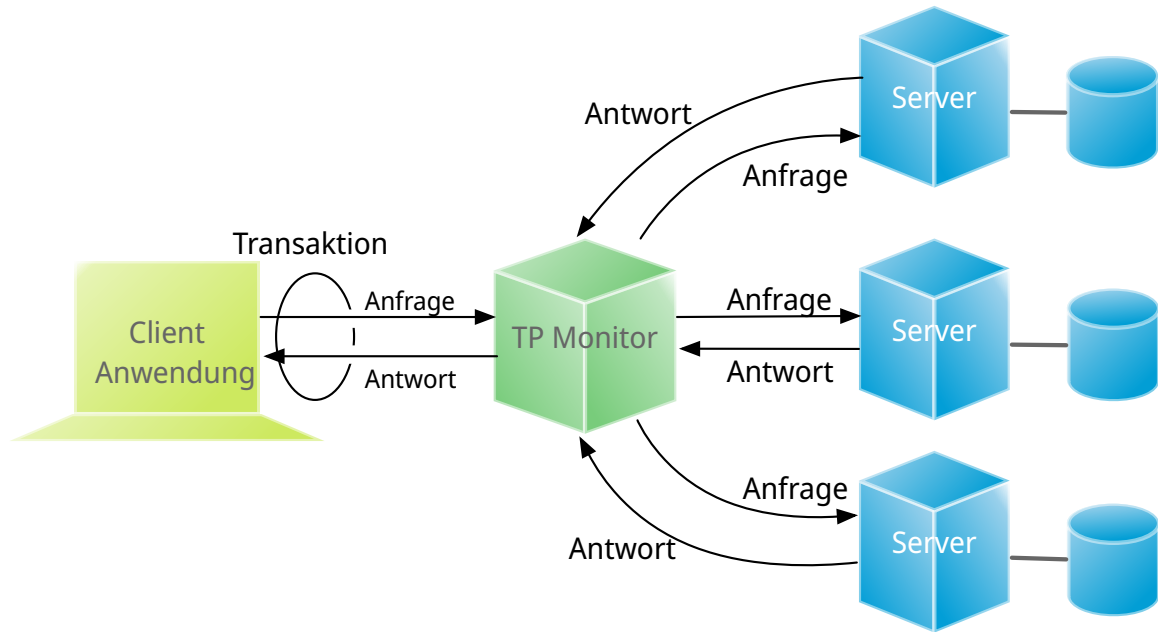 Server
Antwort
Anfrage
Transaktion
Anfrage
Client
Anwendung
Antwort
TP Monitor
Anfrage
Antwort
Server
Anfrage
Antwort
Server